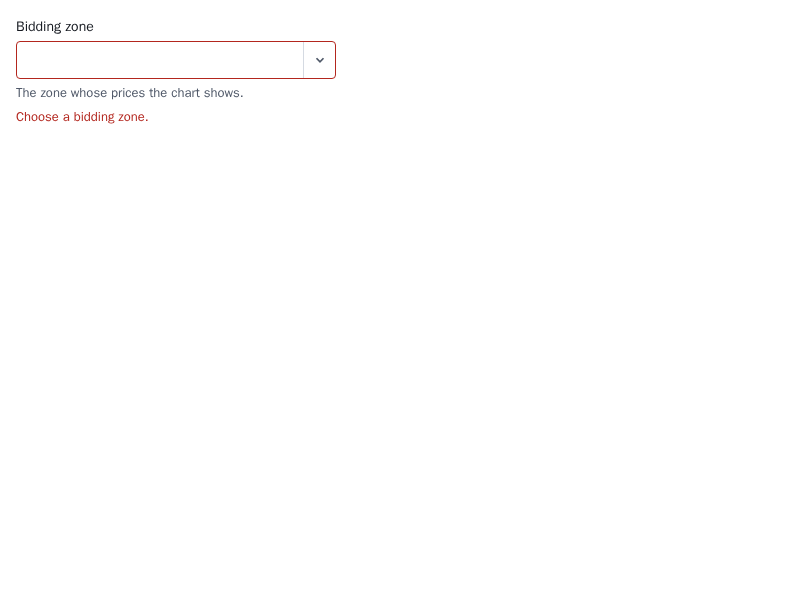 Bidding zone
The zone whose prices the chart shows.
Choose a bidding zone.